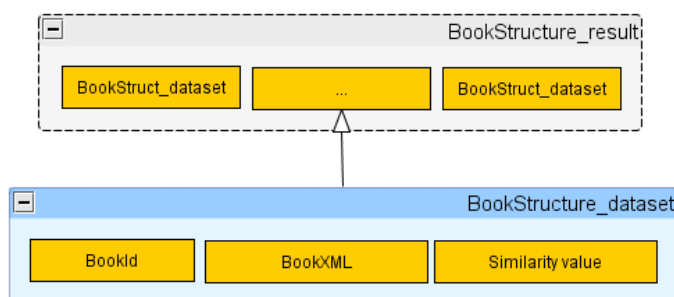 BookStructure_result
BookStruct_dataset ... BookStruct_dataset
BookStructure_dataset
BookId BookXML Similarity value